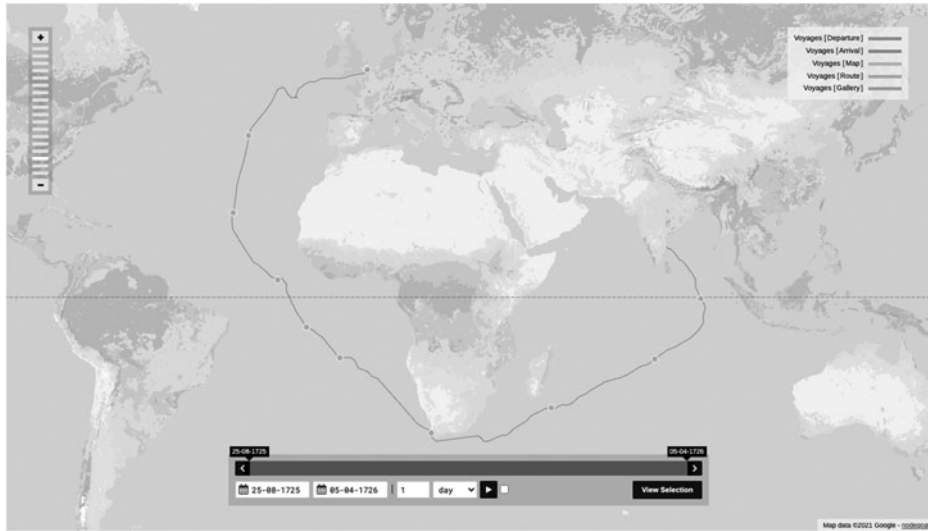 +
Voyages [Departure]
Voyages [Arrival]
Voyages [Map]
Voyages [Route]
Voyages [Gallery]
−
25-08-1725
05-04-1726
25-08-1725 05-04-1726 | 1 day View Selection
Map data ©2021 Google -